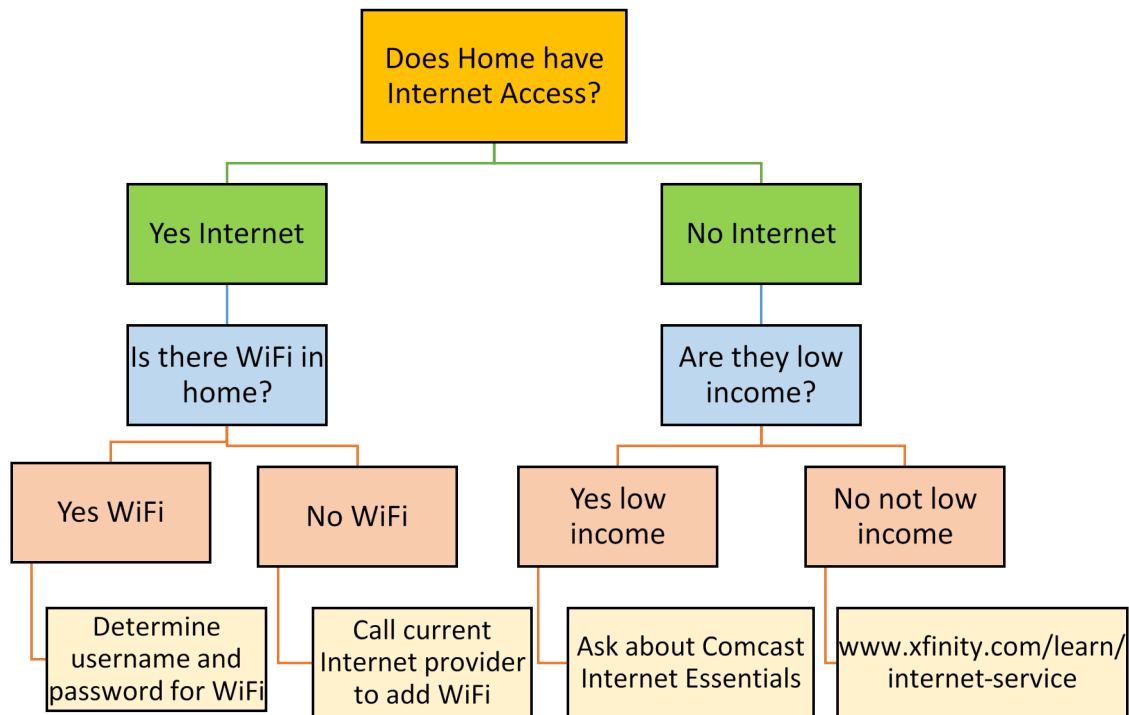 Does Home have
Internet Access?
Yes Internet
No Internet
Is there WiFi in
home?
Are they low
income?
Yes WiFi
No WiFi
Yes low
income
No not low
income
Determine
username and
password for WiFi
Call current
Internet provider
to add WiFi
Ask about Comcast
Internet Essentials
www.xfinity.com/learn/
internet-service